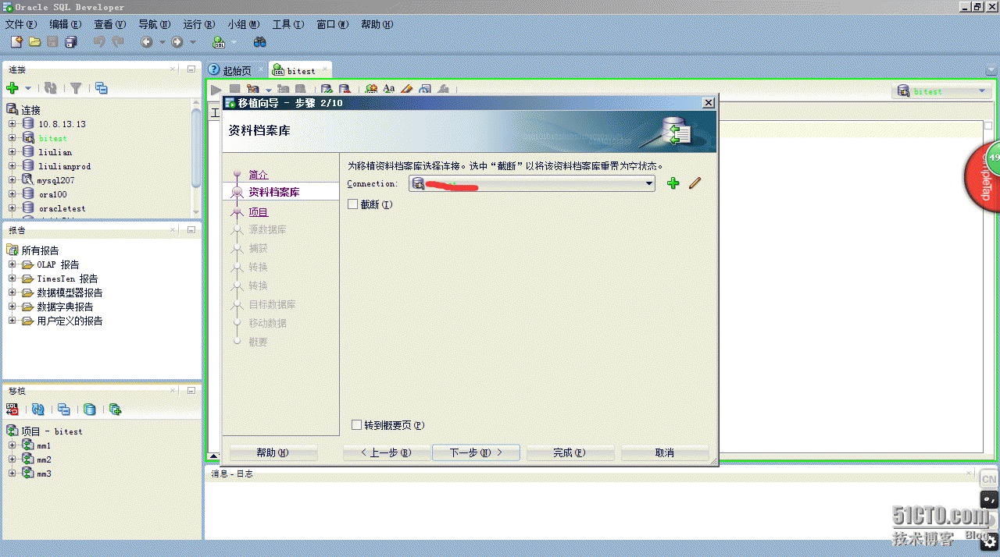 Oracle SQL Developer
文件(F) 编辑(E) 查看(V) 导航(N) 运行(R) 小组(M) 工具(I) 窗口(W) 帮助(H)
连接
连接
10.8.13.13
bitest
liulian
liulianprod
mysql207
ora100
oracletest
报告
所有报告
OLAP 报告
TimesTen 报告
数据模型器报告
数据字典报告
用户定义的报告
移植
项目 - bitest
mm1
mm2
mm3
起始页
bitest
bitest
移植向导 - 步骤 2/10
资料档案库
简介
资料档案库
项目
源数据库
捕获
转换
转换
目标数据库
移动数据
概要
为移植资料档案库选择连接。选中“截断”以将该资料档案库重置为空状态。
Connection:
截断(T)
转到概要页(P)
帮助(H)
< 上一步(B)
下一步(N) >
完成(F)
取消
消息 - 日志
49
CN
51CTO.com
技术博客 Blog